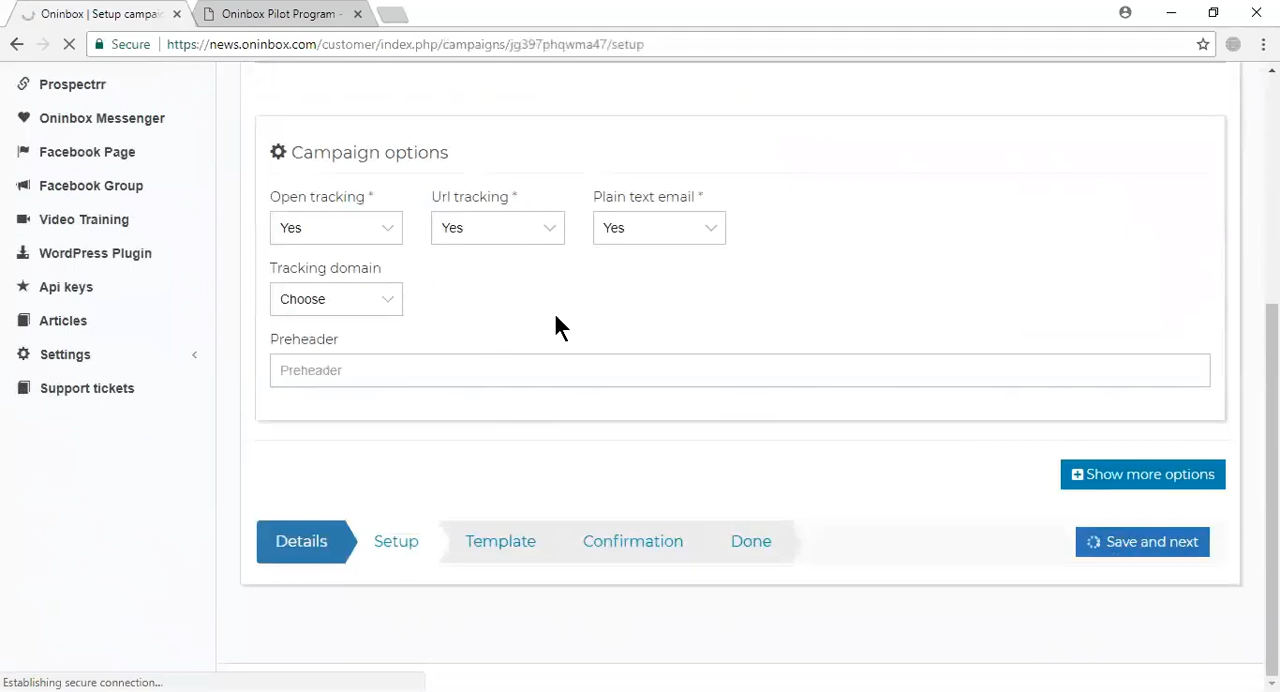 Oninbox | Setup campai
Oninbox Pilot Program -
Secure
https://news.oninbox.com/customer/index.php/campaigns/jg397phqwma47/setup
Prospectrr
Oninbox Messenger
Facebook Page
Facebook Group
Video Training
WordPress Plugin
Api keys
Articles
Settings
Support tickets
Campaign options
Open tracking * Url tracking * Plain text email *
Yes Yes Yes
Tracking domain
Choose
Preheader
Preheader
Show more options
Details Setup Template Confirmation Done Save and next
Establishing secure connection...